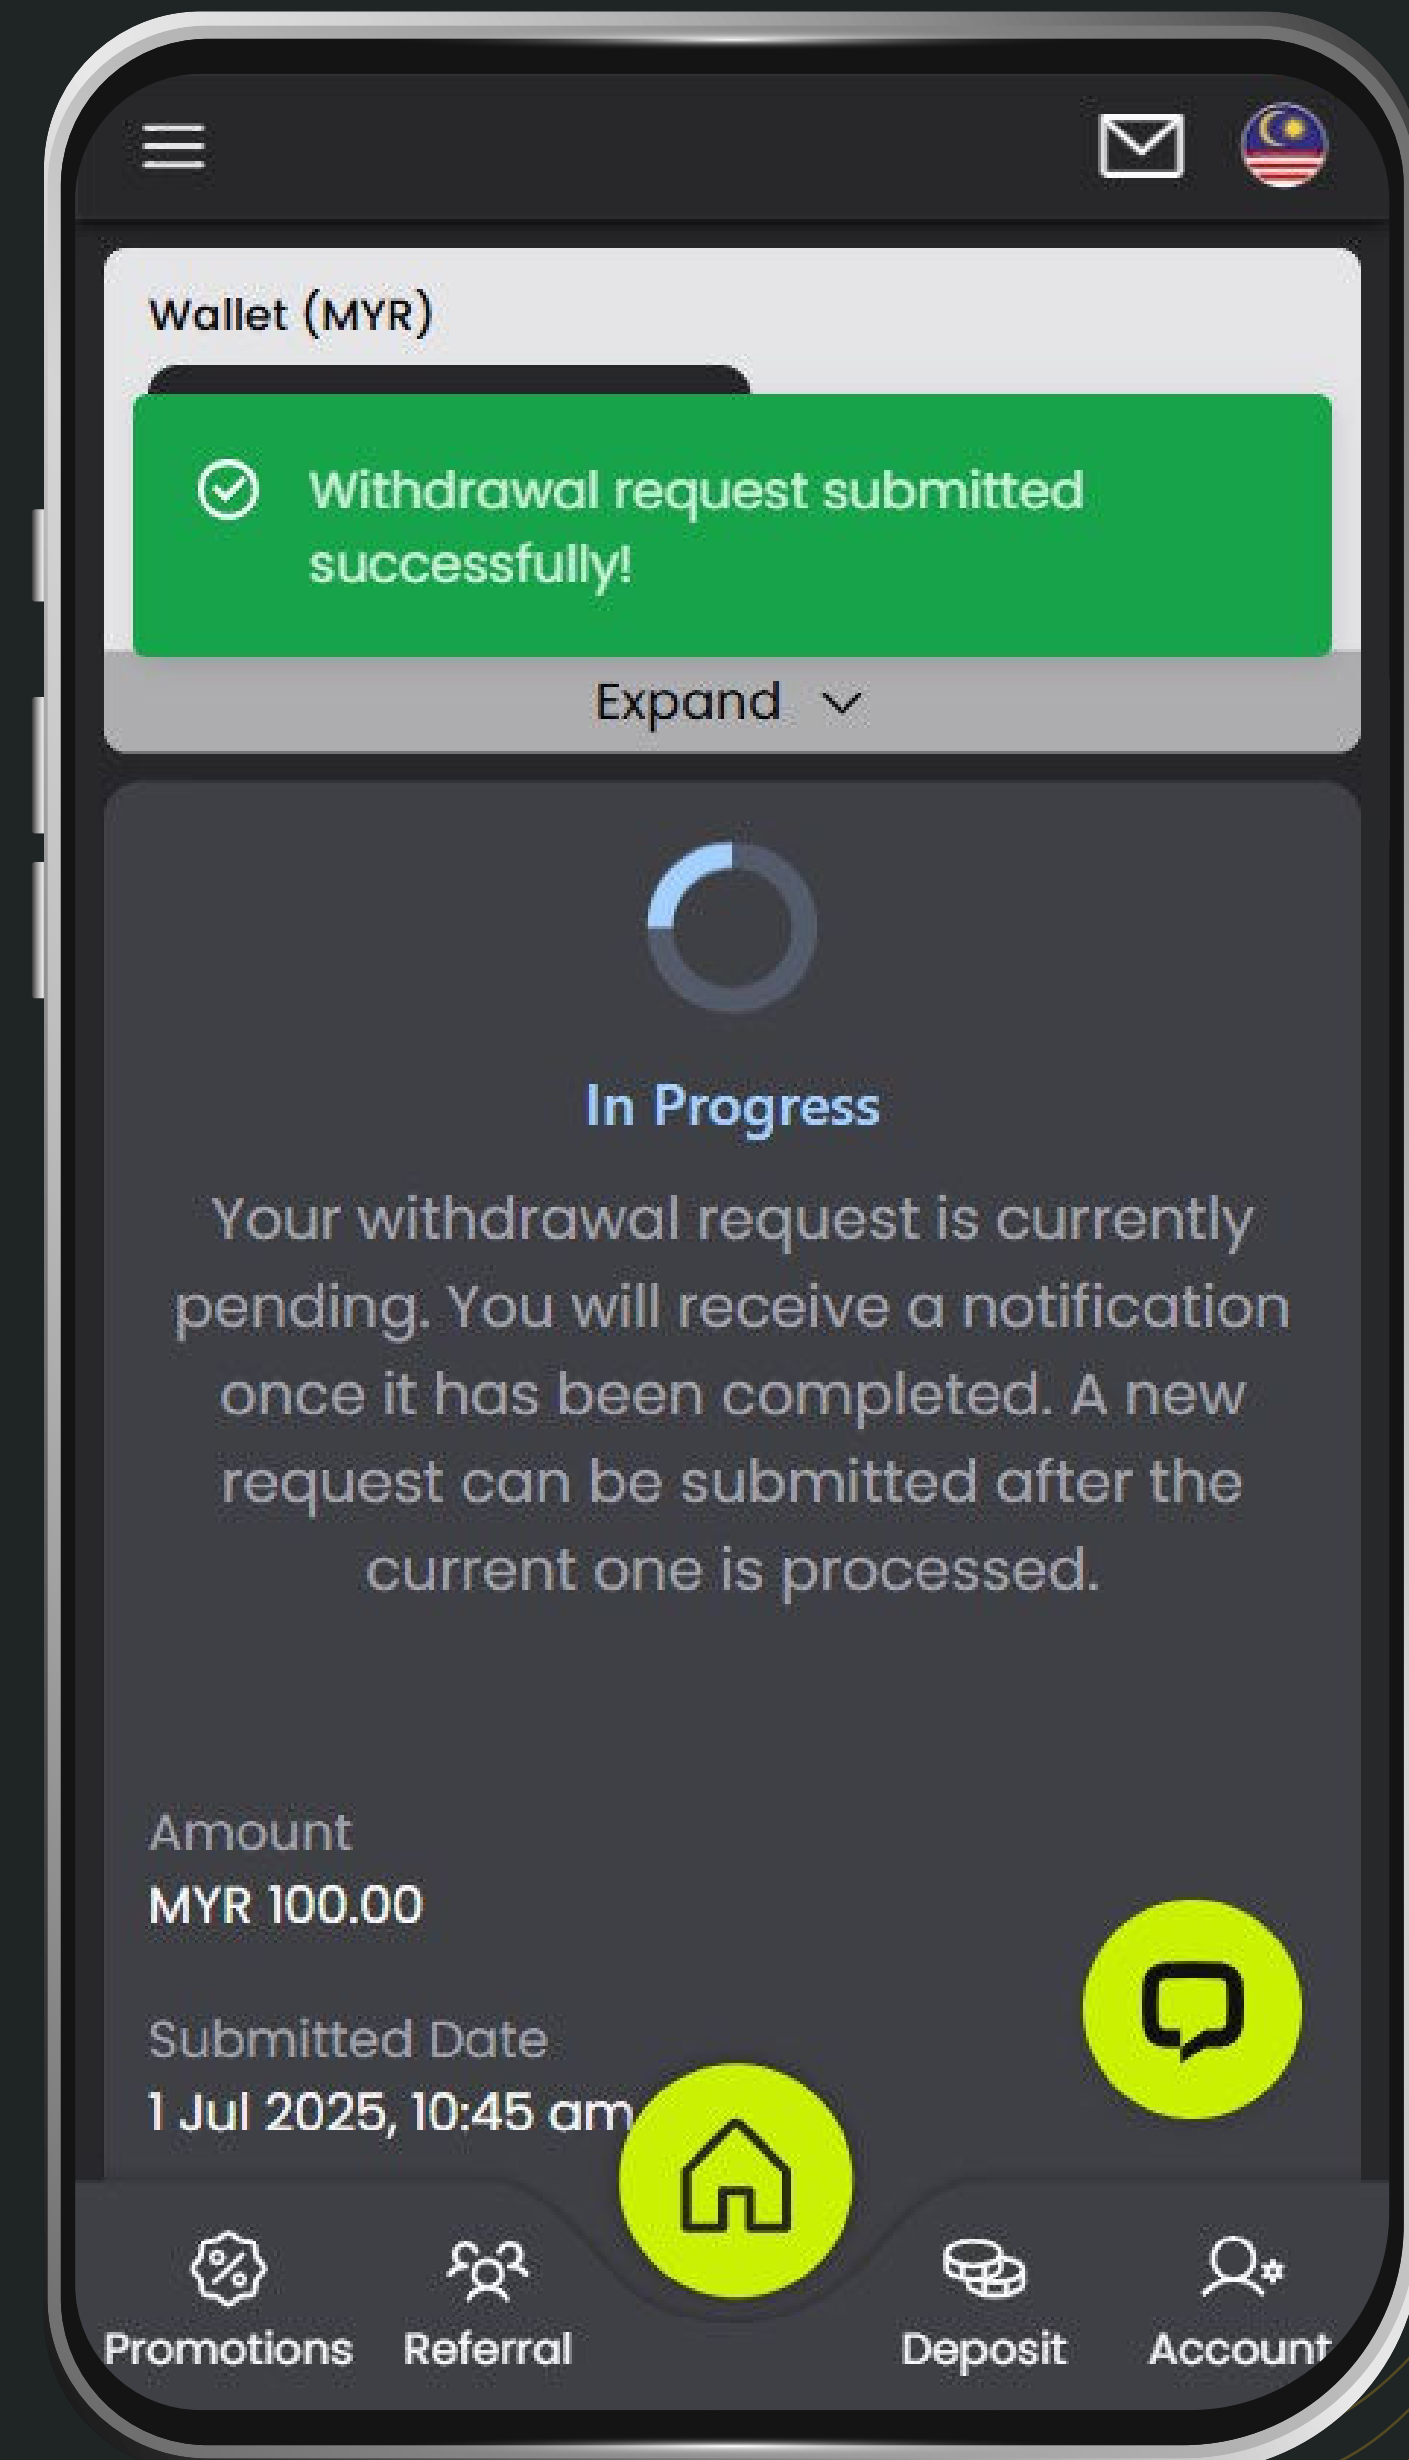 Wallet (MYR)
Withdrawal request submitted
successfully!
Expand
In Progress
Your withdrawal request is currently
pending. You will receive a notification
once it has been completed. A new
request can be submitted after the
current one is processed.
Amount
MYR 100.00
Submitted Date
1 Jul 2025, 10:45 am
Promotions
Referral
Deposit
Account